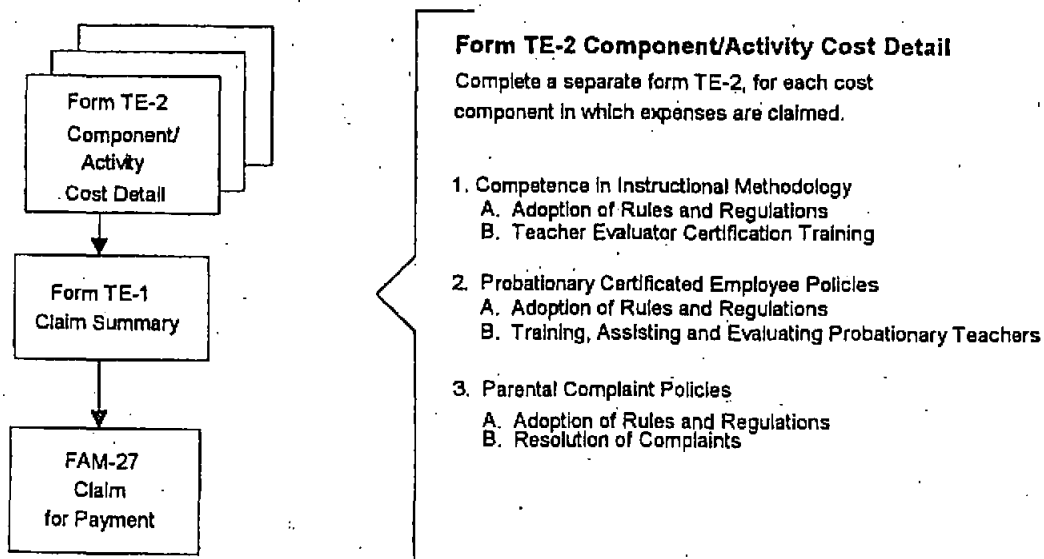 Form TE-2
Component/
Activity
Cost Detail
Form TE-1
Claim Summary
FAM-27
Claim
for Payment
Form TE-2 Component/Activity Cost Detail
Complete a separate form TE-2, for each cost
component in which expenses are claimed.
1. Competence in Instructional Methodology
A. Adoption of Rules and Regulations
B. Teacher Evaluator Certification Training
2. Probationary Certificated Employee Policies
A. Adoption of Rules and Regulations
B. Training, Assisting and Evaluating Probationary Teachers
3. Parental Complaint Policies
A. Adoption of Rules and Regulations
B. Resolution of Complaints